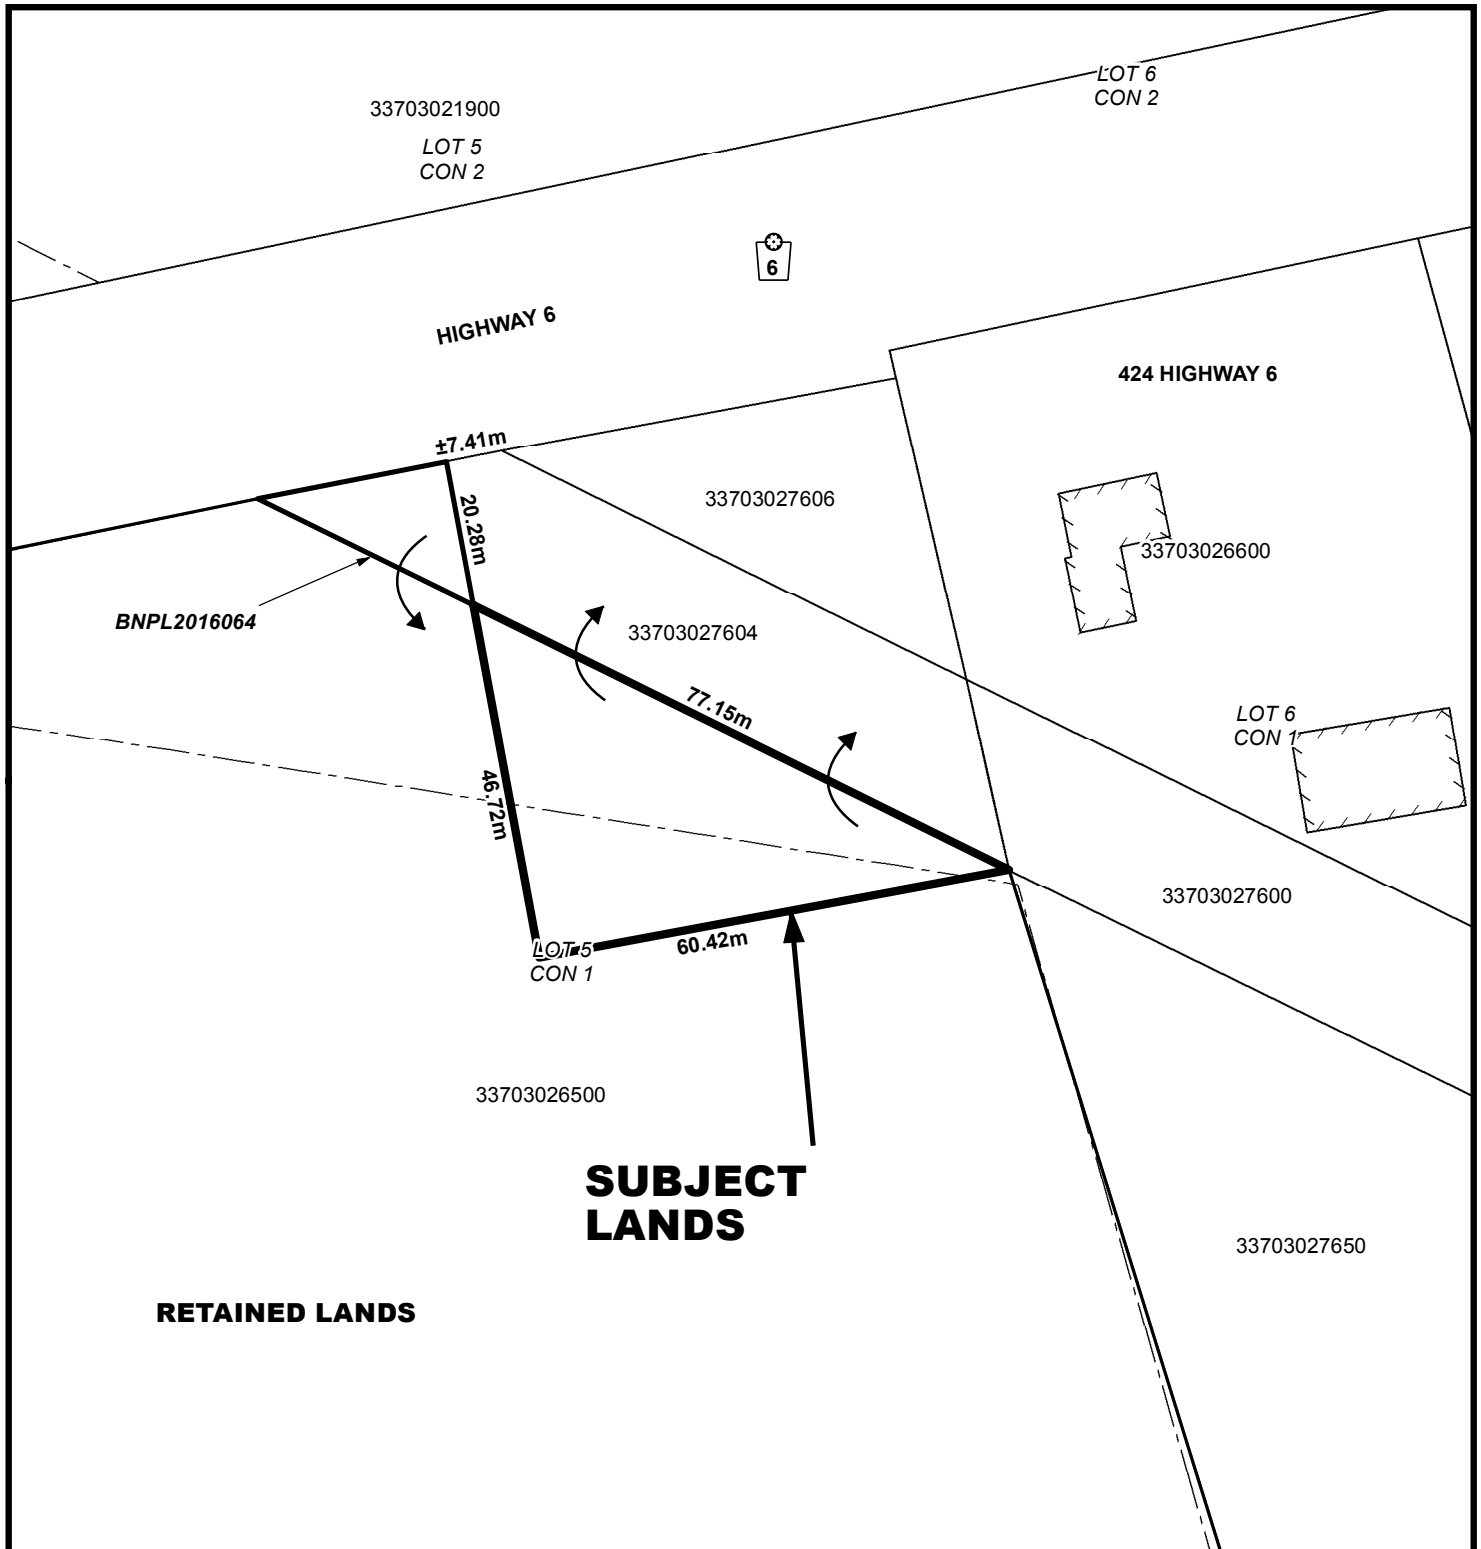 LOT 6
CON 2
33703021900
LOT 5
CON 2
6
HIGHWAY 6
424 HIGHWAY 6
±7.41m
33703027606
20.28m
33703026600
BNPL2016064
33703027604
77.15m
LOT 6
CON 1
46.72m
33703027600
60.42m
LOT 5
CON 1
33703026500
SUBJECT
LANDS
33703027650
RETAINED LANDS